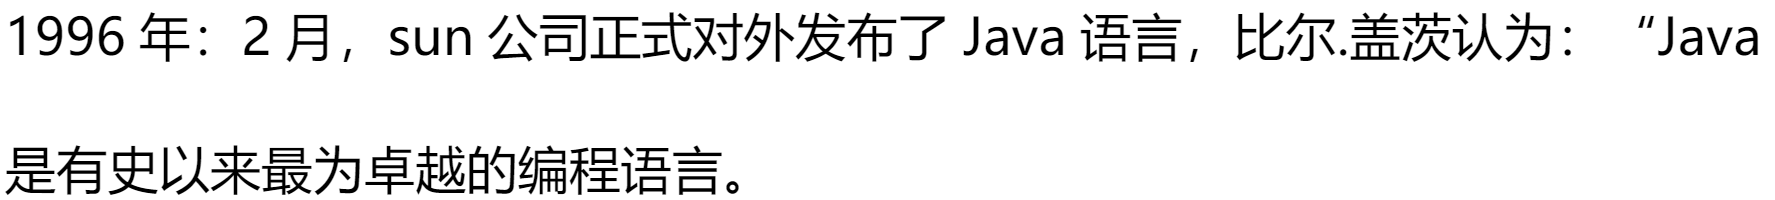 1996 年：2 月，sun 公司正式对外发布了 Java 语言，比尔.盖茨认为：“Java
是有史以来最为卓越的编程语言。